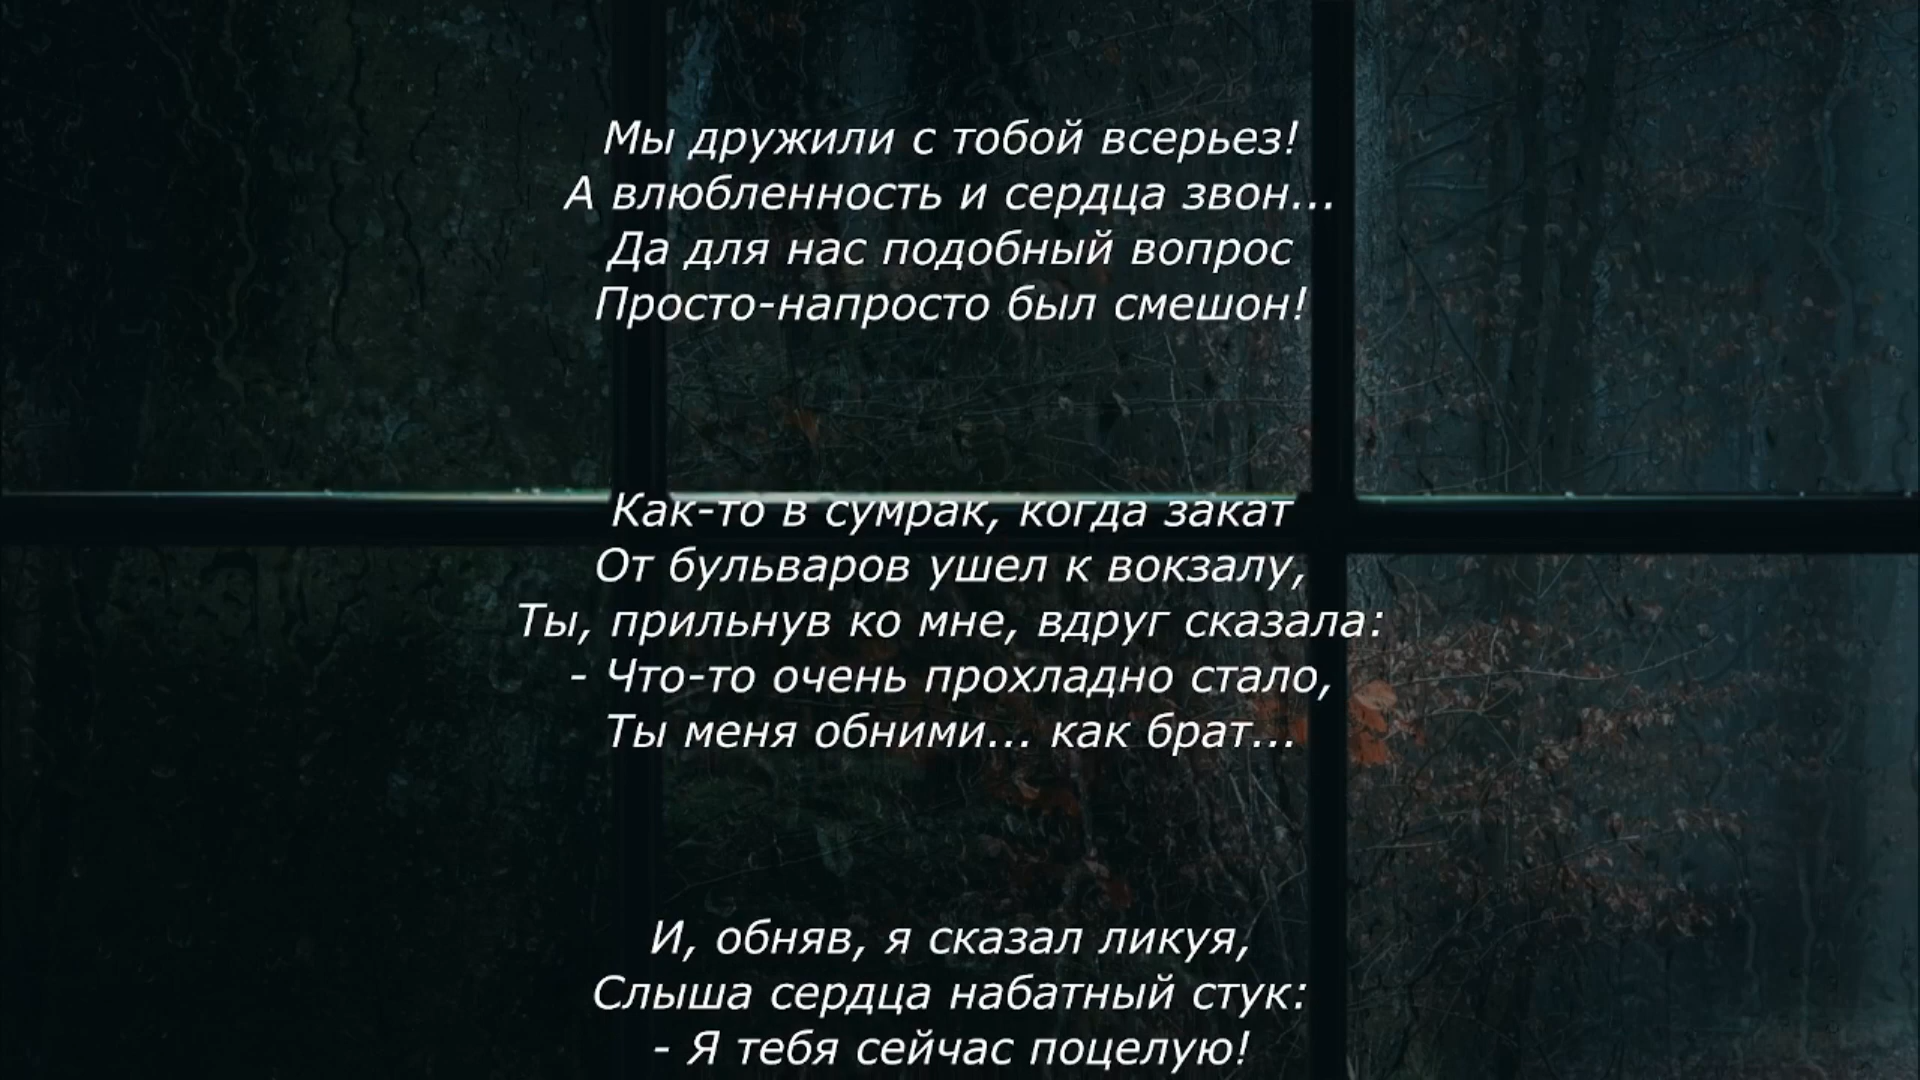 Мы дружили с тобой всерьез!
А влюбленность и сердца звон...
Да для нас подобный вопрос
Просто-напросто был смешон!
Как-то в сумрак, когда закат
От бульваров ушел к вокзалу,
Ты, прильнув ко мне, вдруг сказала:
- Что-то очень прохладно стало,
Ты меня обними... как брат...
И, обняв, я сказал ликуя,
Слыша сердца набатный стук:
- Я тебя сейчас поцелую!